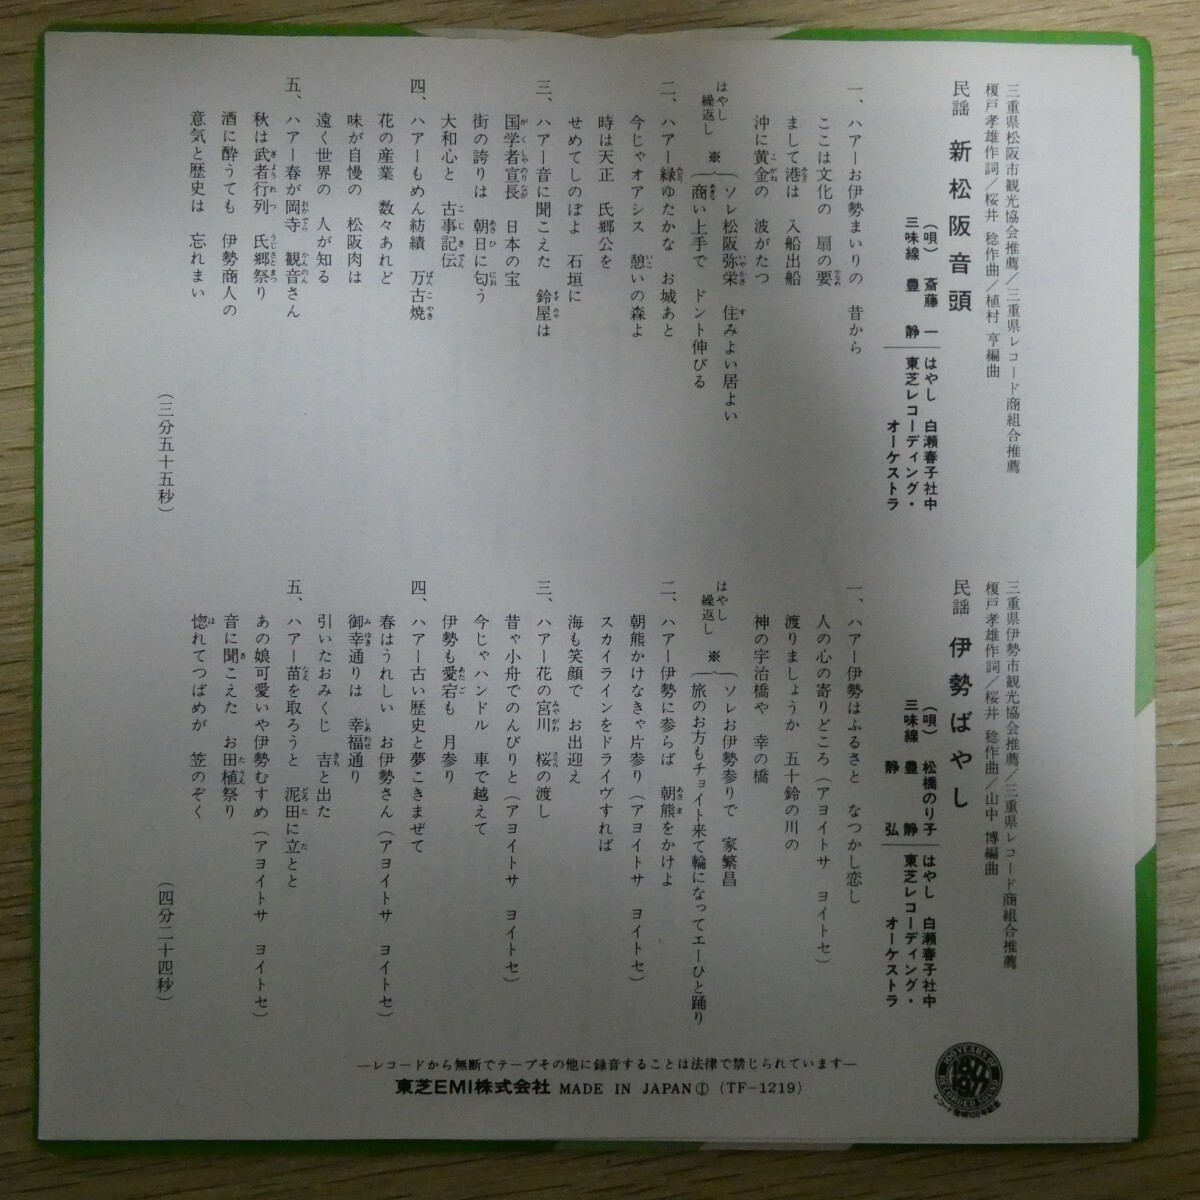 三重県松阪市観光協会推薦/三重県レコード商組合推薦
榎戸孝雄作詞/桜井 稔作曲/植村 亨編曲
民謡 新松阪音頭
(唄) 斎藤 一
三味線 豊 静
はやし 白瀬春子社中
東芝レコーディング・
オーケストラ
一、ハアーお伊勢まいりの 昔から
ここは文化の 扇の要
まして港は 入船出船
沖に黄金の 波がたつ
はやし繰返し ※
ソレ松阪弥栄 住みよい居よい
商い上手で ドント伸びる
二、ハアー緑ゆたかな お城あと
今じゃオアシス 憩いの森よ
時は天正 氏郷公を
せめてしのぼよ 石垣に
三、ハアー音に聞こえた 鈴屋は
国学者宣長 日本の宝
街の誇りは 朝日に匂う
大和心と 古事記伝
四、ハアーもめん紡績 万古焼
花の産業 数々あれど
味が自慢の 松阪肉は
遠く世界の 人が知る
五、ハアー春が岡寺 観音さん
秋は武者行列 氏郷祭り
酒に酔うても 伊勢商人の
意気と歴史は 忘れまい
(三分五十五秒)
三重県伊勢市観光協会推薦/三重県レコード商組合推薦
榎戸孝雄作詞/桜井 稔作曲/山中 博編曲
民謡 伊勢ばやし
(唄) 松橋のり子
三味線 豊 静
静 弘
はやし 白瀬春子社中
東芝レコーディング・
オーケストラ
一、ハアー伊勢はふるさと なつかし恋し
人の心の寄りどころ(アヨイトサ ヨイトセ)
渡りましょうか 五十鈴の川の
神の宇治橋や 幸の橋
はやし繰返し ※
ソレお伊勢参りで 家繁昌
旅のお方もチョイト来て輪になってエーひと踊り
二、ハアー伊勢に参らば 朝熊をかけよ
朝熊かけなきゃ片参り(アヨイトサ ヨイトセ)
スカイラインをドライヴすれば
海も笑顔で お出迎え
三、ハアー花の宮川 桜の渡し
昔ゃ小舟でのんびりと(アヨイトサ ヨイトセ)
今じゃハンドル 車で越えて
伊勢も愛宕も 月参り
四、ハアー古い歴史と夢こきまぜて
春はうれしい お伊勢さん(アヨイトサ ヨイトセ)
御幸通りは 幸福通り
引いたおみくじ 吉と出た
五、ハアー苗を取ろうと 泥田に立とと
あの娘可愛いや伊勢むすめ(アヨイトサ ヨイトセ)
音に聞こえた お田植祭り
惚れてつばめが 笠のぞく
(四分二十四秒)
―レコードから無断でテープその他に録音することは法律で禁じられています―
東芝EMI株式会社 MADE IN JAPAN Ⓘ (TF-1219)
100 YEARS OF RECORDED SOUND
1877 1977
レコード発明100年記念